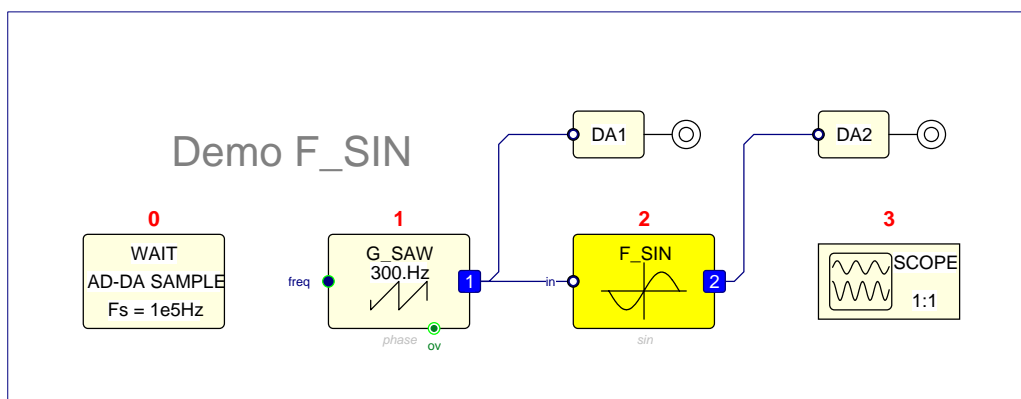 DA1
DA2
Demo F_SIN
0
1
2
3
WAIT
AD-DA SAMPLE
Fs = 1e5Hz
freq
G_SAW
300.Hz
1
phase
ov
in
F_SIN
2
sin
SCOPE
1:1